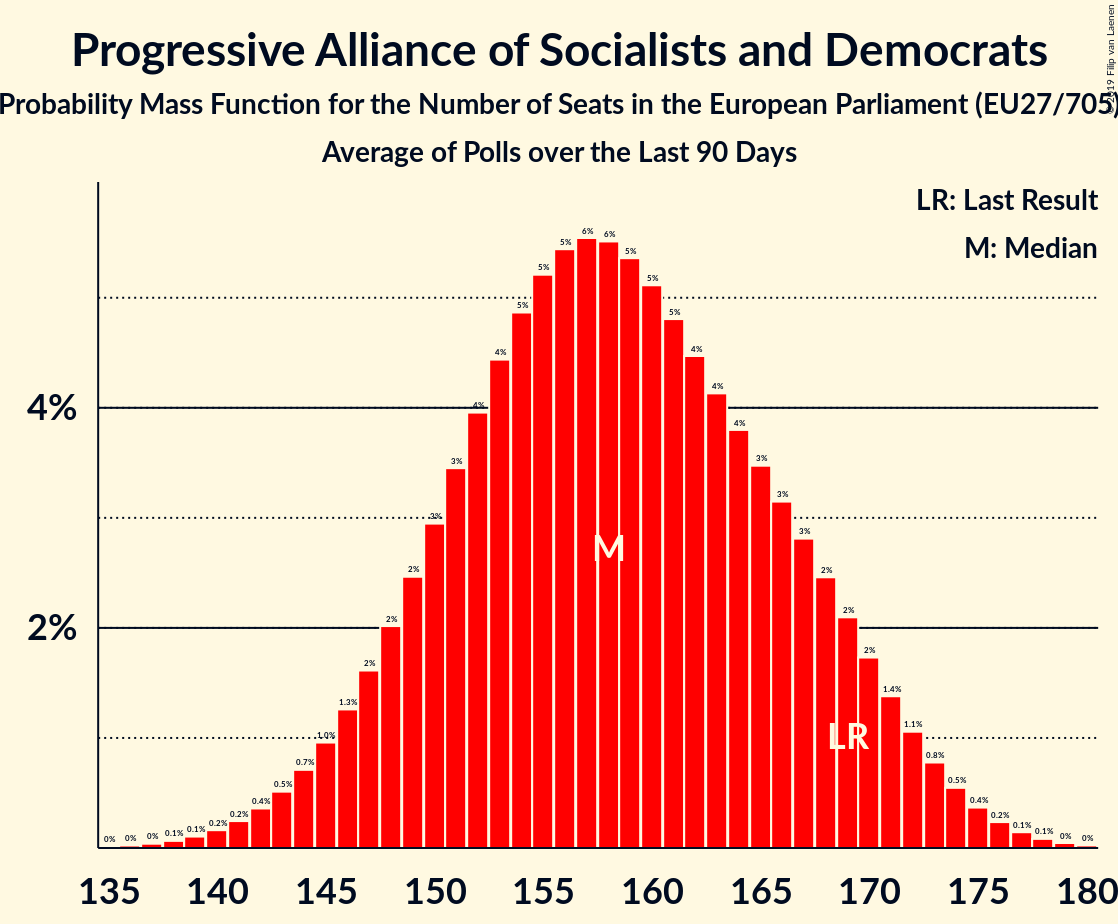 Progressive Alliance of Socialists and Democrats
Probability Mass Function for the Number of Seats in the European Parliament (EU27/705)
Average of Polls over the Last 90 Days
© 2019 Filip van Laenen
LR: Last Result
M: Median
4%
2%
0% 0% 0% 0.1% 0.1% 0.2% 0.2% 0.4% 0.5% 0.7% 1.0% 1.3% 2% 2% 2% 3% 3% 4% 4% 5% 5% 5% 6% 6% 5% 5% 5% 4% 4% 4% 3% 3% 3% 2% 2% 2% 1.4% 1.1% 0.8% 0.5% 0.4% 0.2% 0.1% 0.1% 0% 0%
M
LR
135 140 145 150 155 160 165 170 175 180